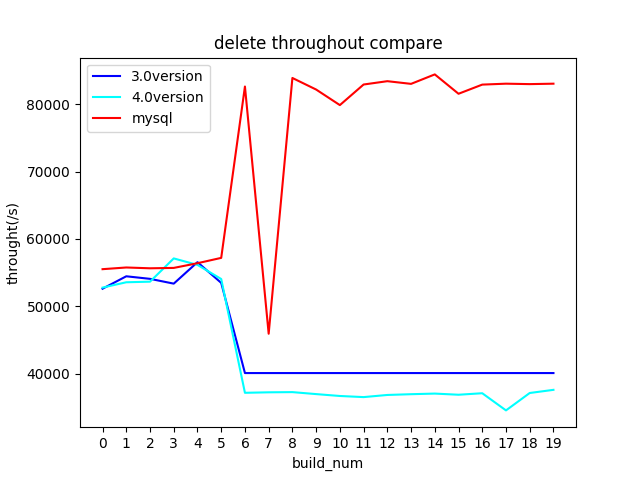 delete throughout compare
3.0version
4.0version
mysql
throught(/s)
80000
70000
60000
50000
40000
0 1 2 3 4 5 6 7 8 9 10 11 12 13 14 15 16 17 18 19
build_num